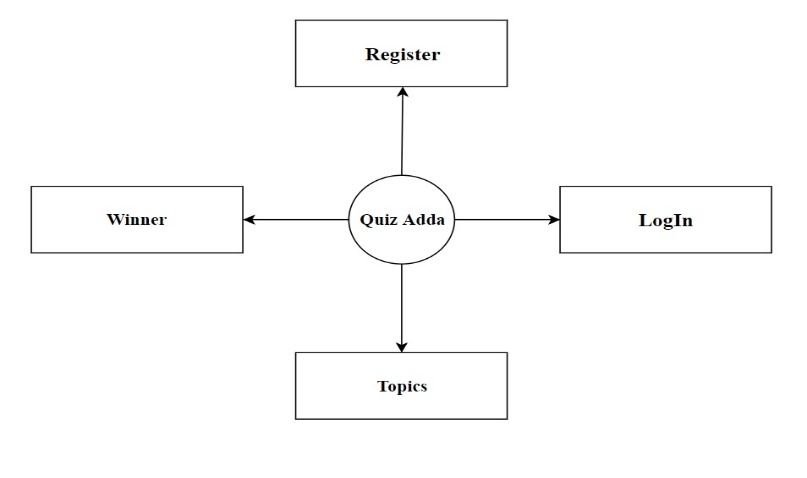 Register
Winner
Quiz Adda
LogIn
Topics